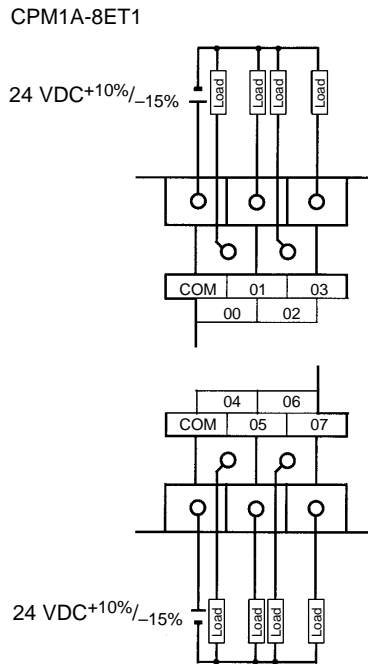 CPM1A-8ET1
24 VDC+10%/–15%
Load Load Load Load
COM 01 03
00 02
04 06
COM 05 07
24 VDC+10%/–15%
Load Load Load Load